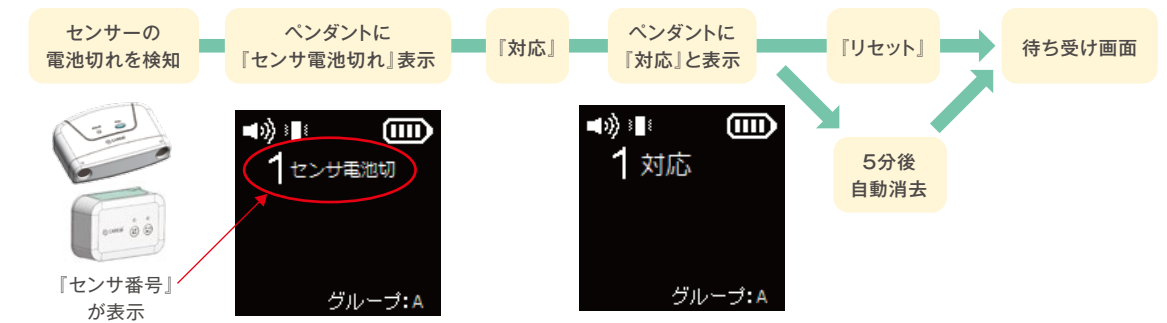 センサーの
電池切れを検知
ペンダントに
『センサ電池切れ』表示
『対応』
ペンダントに
『対応』と表示
『リセット』
待ち受け画面
5分後
自動消去
1 センサ電池切
グループ:A
『センサ番号』
が表示
1 対応
グループ:A